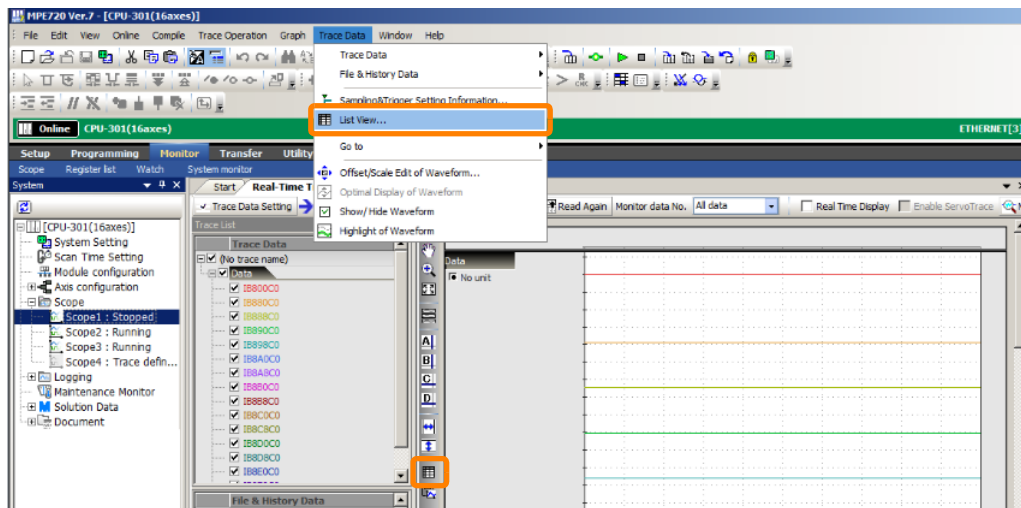 MPE720 Ver.7 - [CPU-301(16axes)]
File Edit View Online Compile Trace Operation Graph Trace Data Window Help
Trace Data
File & History Data
Sampling&Trigger Setting Information...
List View...
Go to
Offset/Scale Edit of Waveform...
Optimal Display of Waveform
Show/Hide Waveform
Highlight of Waveform
Online CPU-301(16axes) ETHERNET[3]
Setup Programming Monitor Transfer Utility
Scope Register list Watch System monitor
System
Start Real-Time T
Trace Data Setting
Read Again Monitor data No. All data Real Time Display Enable ServoTrace
[CPU-301(16axes)]
System Setting
Scan Time Setting
Module configuration
Axis configuration
Scope
Scope1 : Stopped
Scope2 : Running
Scope3 : Running
Scope4 : Trace defin...
Logging
Maintenance Monitor
Solution Data
Document
Trace List
Trace Data
(No trace name)
Data
IB800C0
IB880C0
IB888C0
IB890C0
IB898C0
IB8A0C0
IB8A8C0
IB8B0C0
IB8B8C0
IB8C0C0
IB8C8C0
IB8D0C0
IB8D8C0
IB8E0C0
File & History Data
A
B
C
D
Data
No unit